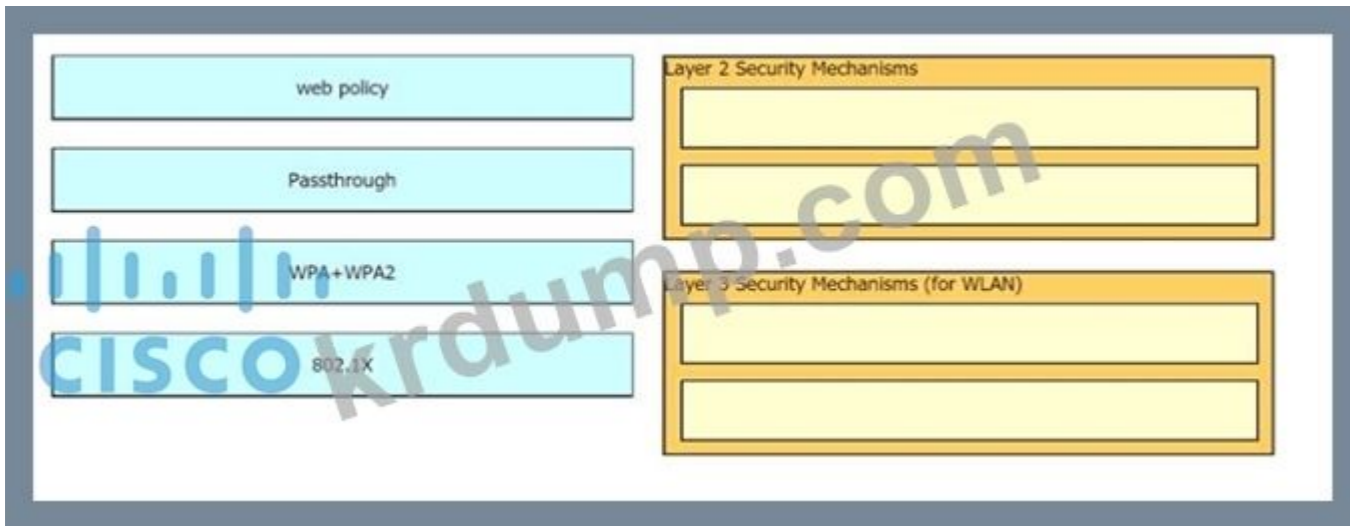 web policy
Passthrough
WPA+WPA2
802.1X
Layer 2 Security Mechanisms
Layer 3 Security Mechanisms (for WLAN)
CISCO
krdump.com